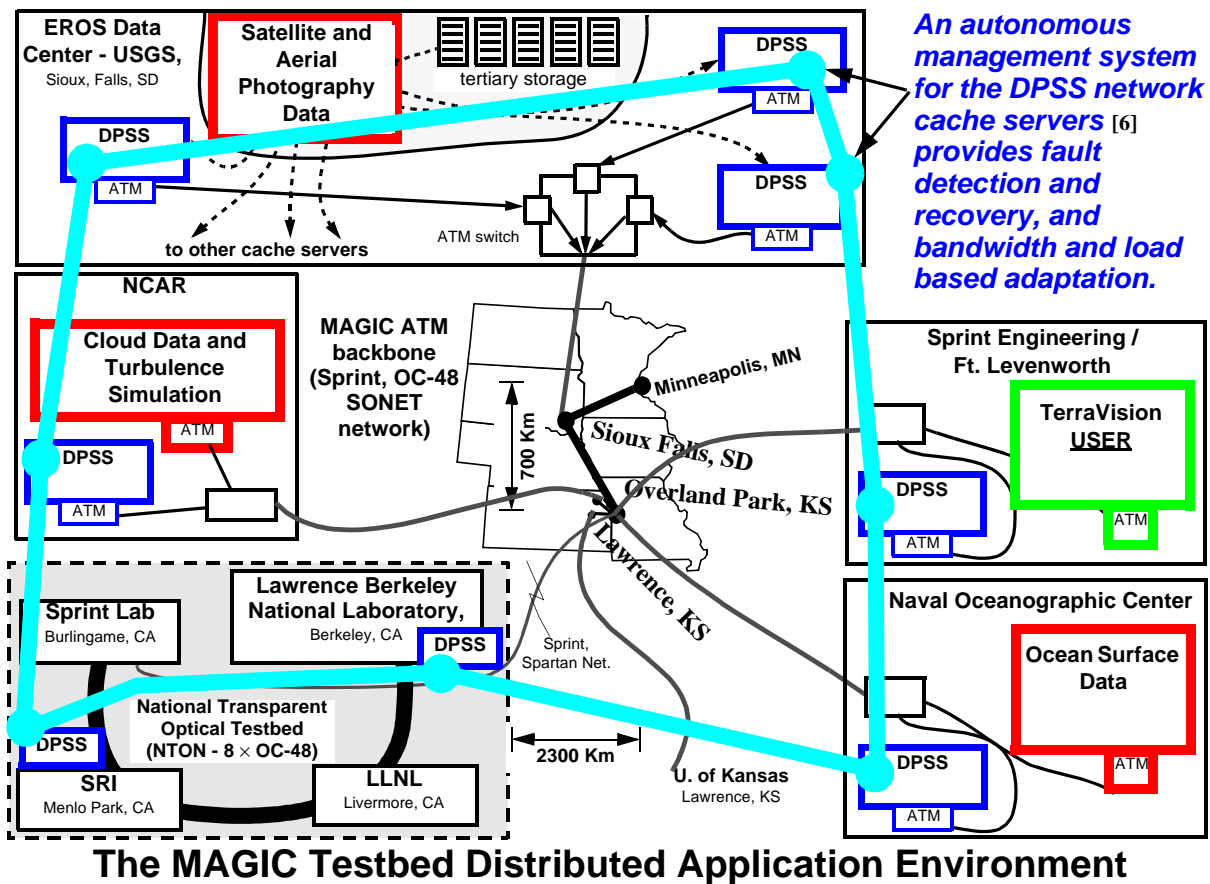 EROS Data
Center - USGS,
Sioux, Falls, SD
Satellite and
Aerial
Photography
Data
tertiary storage
DPSS
ATM
DPSS
ATM
DPSS
ATM
ATM switch
to other cache servers
An autonomous
management system
for the DPSS network
cache servers [6]
provides fault
detection and
recovery, and
bandwidth and load
based adaptation.
NCAR
Cloud Data and
Turbulence
Simulation
ATM
DPSS
ATM
MAGIC ATM
backbone
(Sprint, OC-48
SONET
network)
700 Km
Minneapolis, MN
Sioux Falls, SD
Overland Park, KS
Lawrence, KS
Sprint Engineering /
Ft. Levenworth
TerraVision
USER
ATM
DPSS
ATM
Sprint Lab
Burlingame, CA
Lawrence Berkeley
National Laboratory,
Berkeley, CA
DPSS
National Transparent
Optical Testbed
(NTON - 8 × OC-48)
DPSS
SRI
Menlo Park, CA
LLNL
Livermore, CA
Sprint,
Spartan Net.
2300 Km
U. of Kansas
Lawrence, KS
Naval Oceanographic Center
Ocean Surface
Data
ATM
DPSS
ATM
The MAGIC Testbed Distributed Application Environment